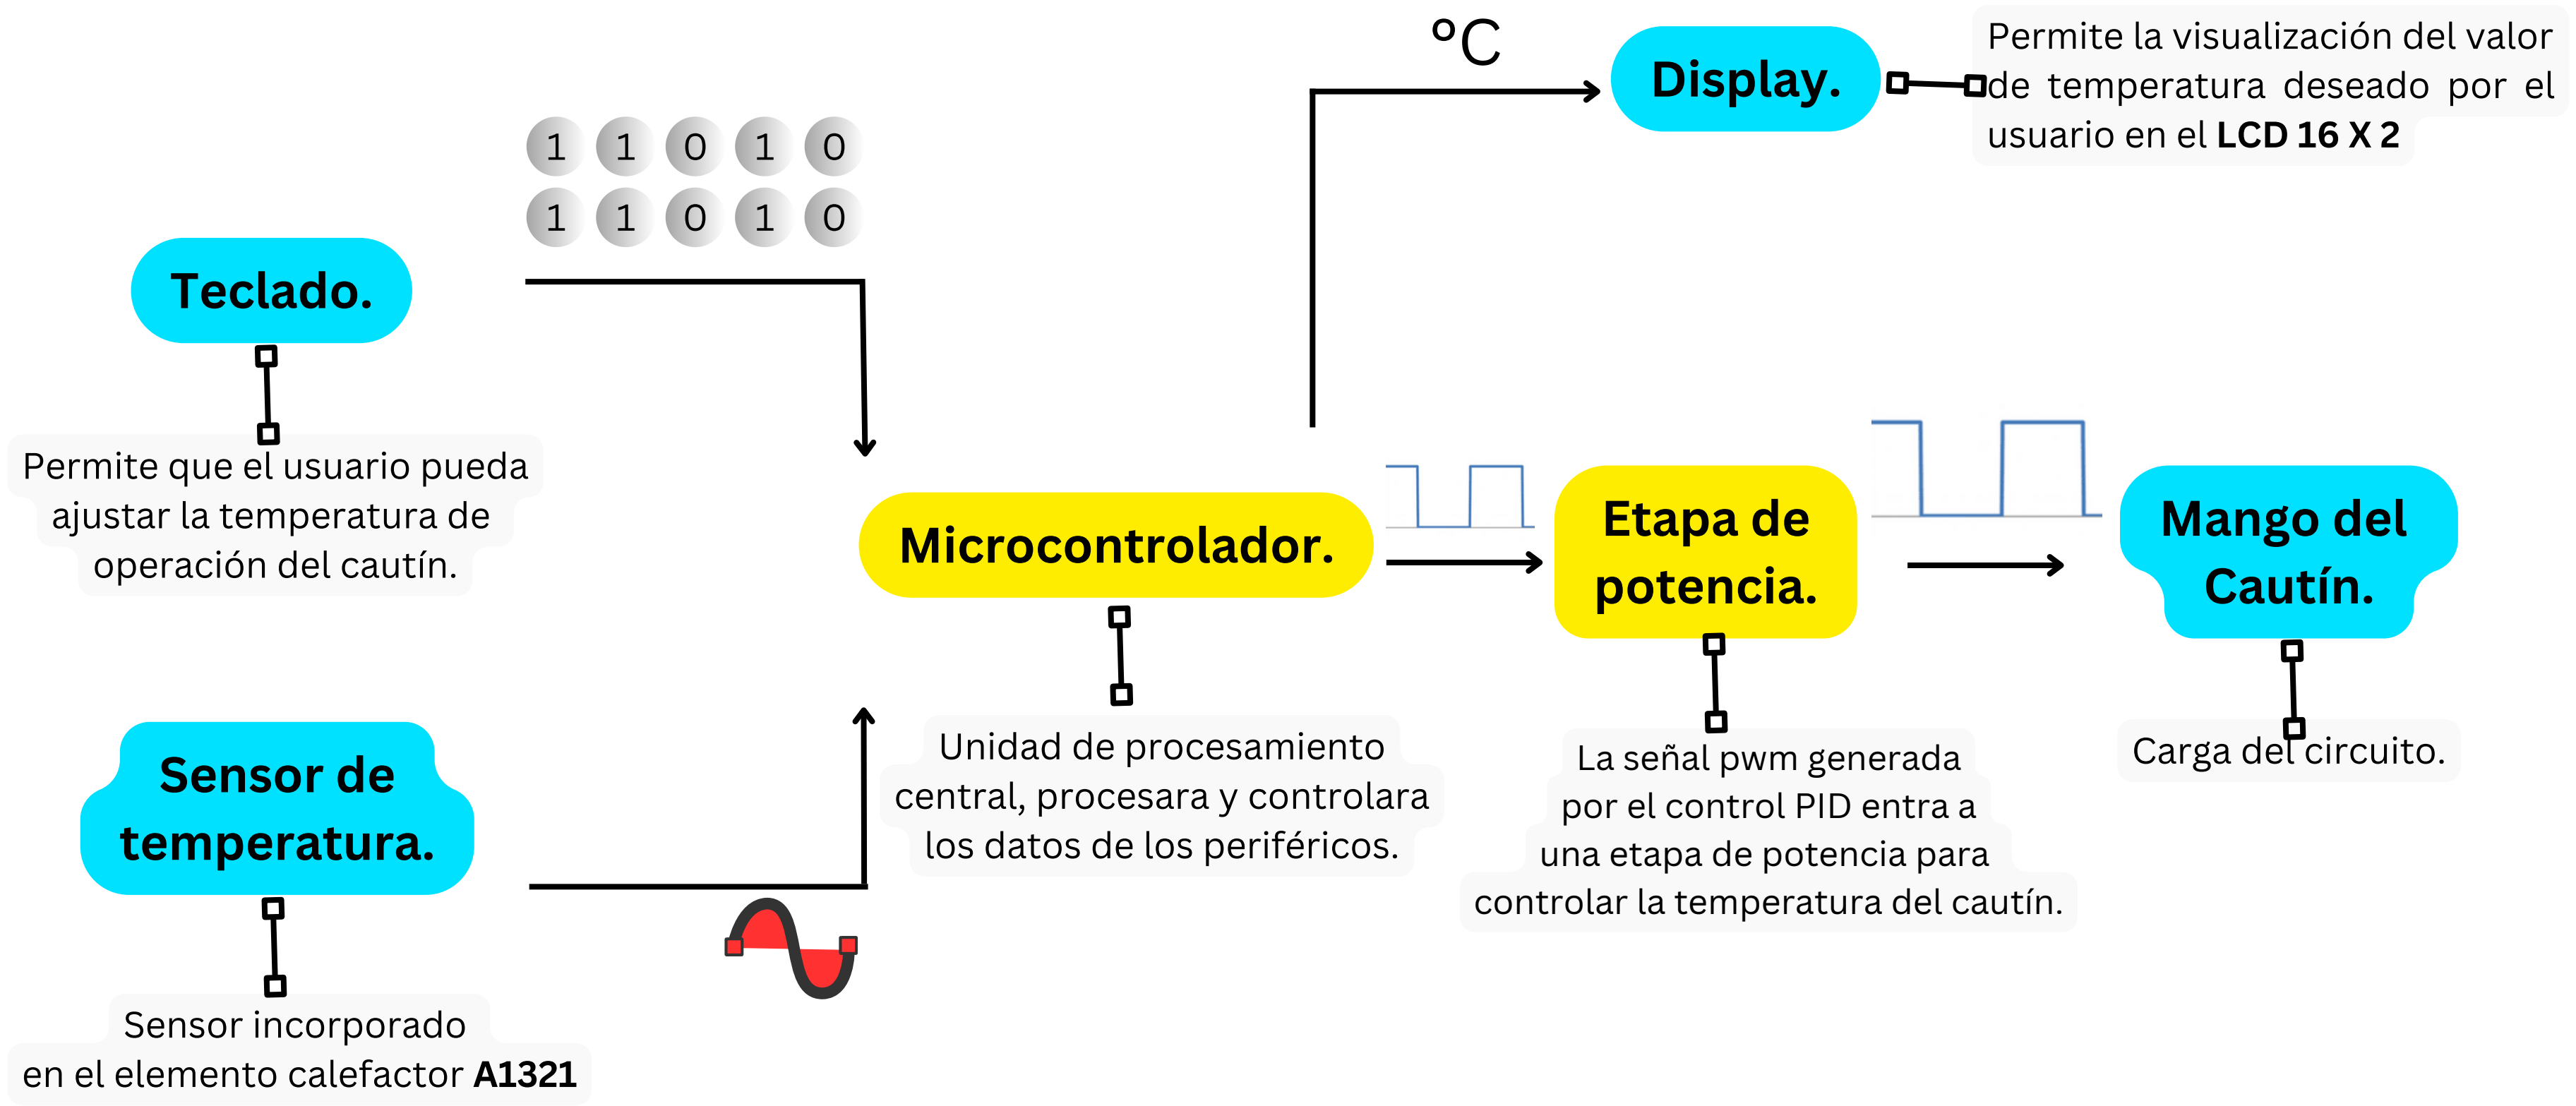 °C
Display.
Permite la visualización del valor
de temperatura deseado por el
usuario en el LCD 16 X 2
1 1 0 1 0
1 1 0 1 0
Teclado.
Permite que el usuario pueda
ajustar la temperatura de
operación del cautín.
Microcontrolador.
Unidad de procesamiento
central, procesara y controlara
los datos de los periféricos.
Etapa de
potencia.
La señal pwm generada
por el control PID entra a
una etapa de potencia para
controlar la temperatura del cautín.
Mango del
Cautín.
Carga del circuito.
Sensor de
temperatura.
Sensor incorporado
en el elemento calefactor A1321